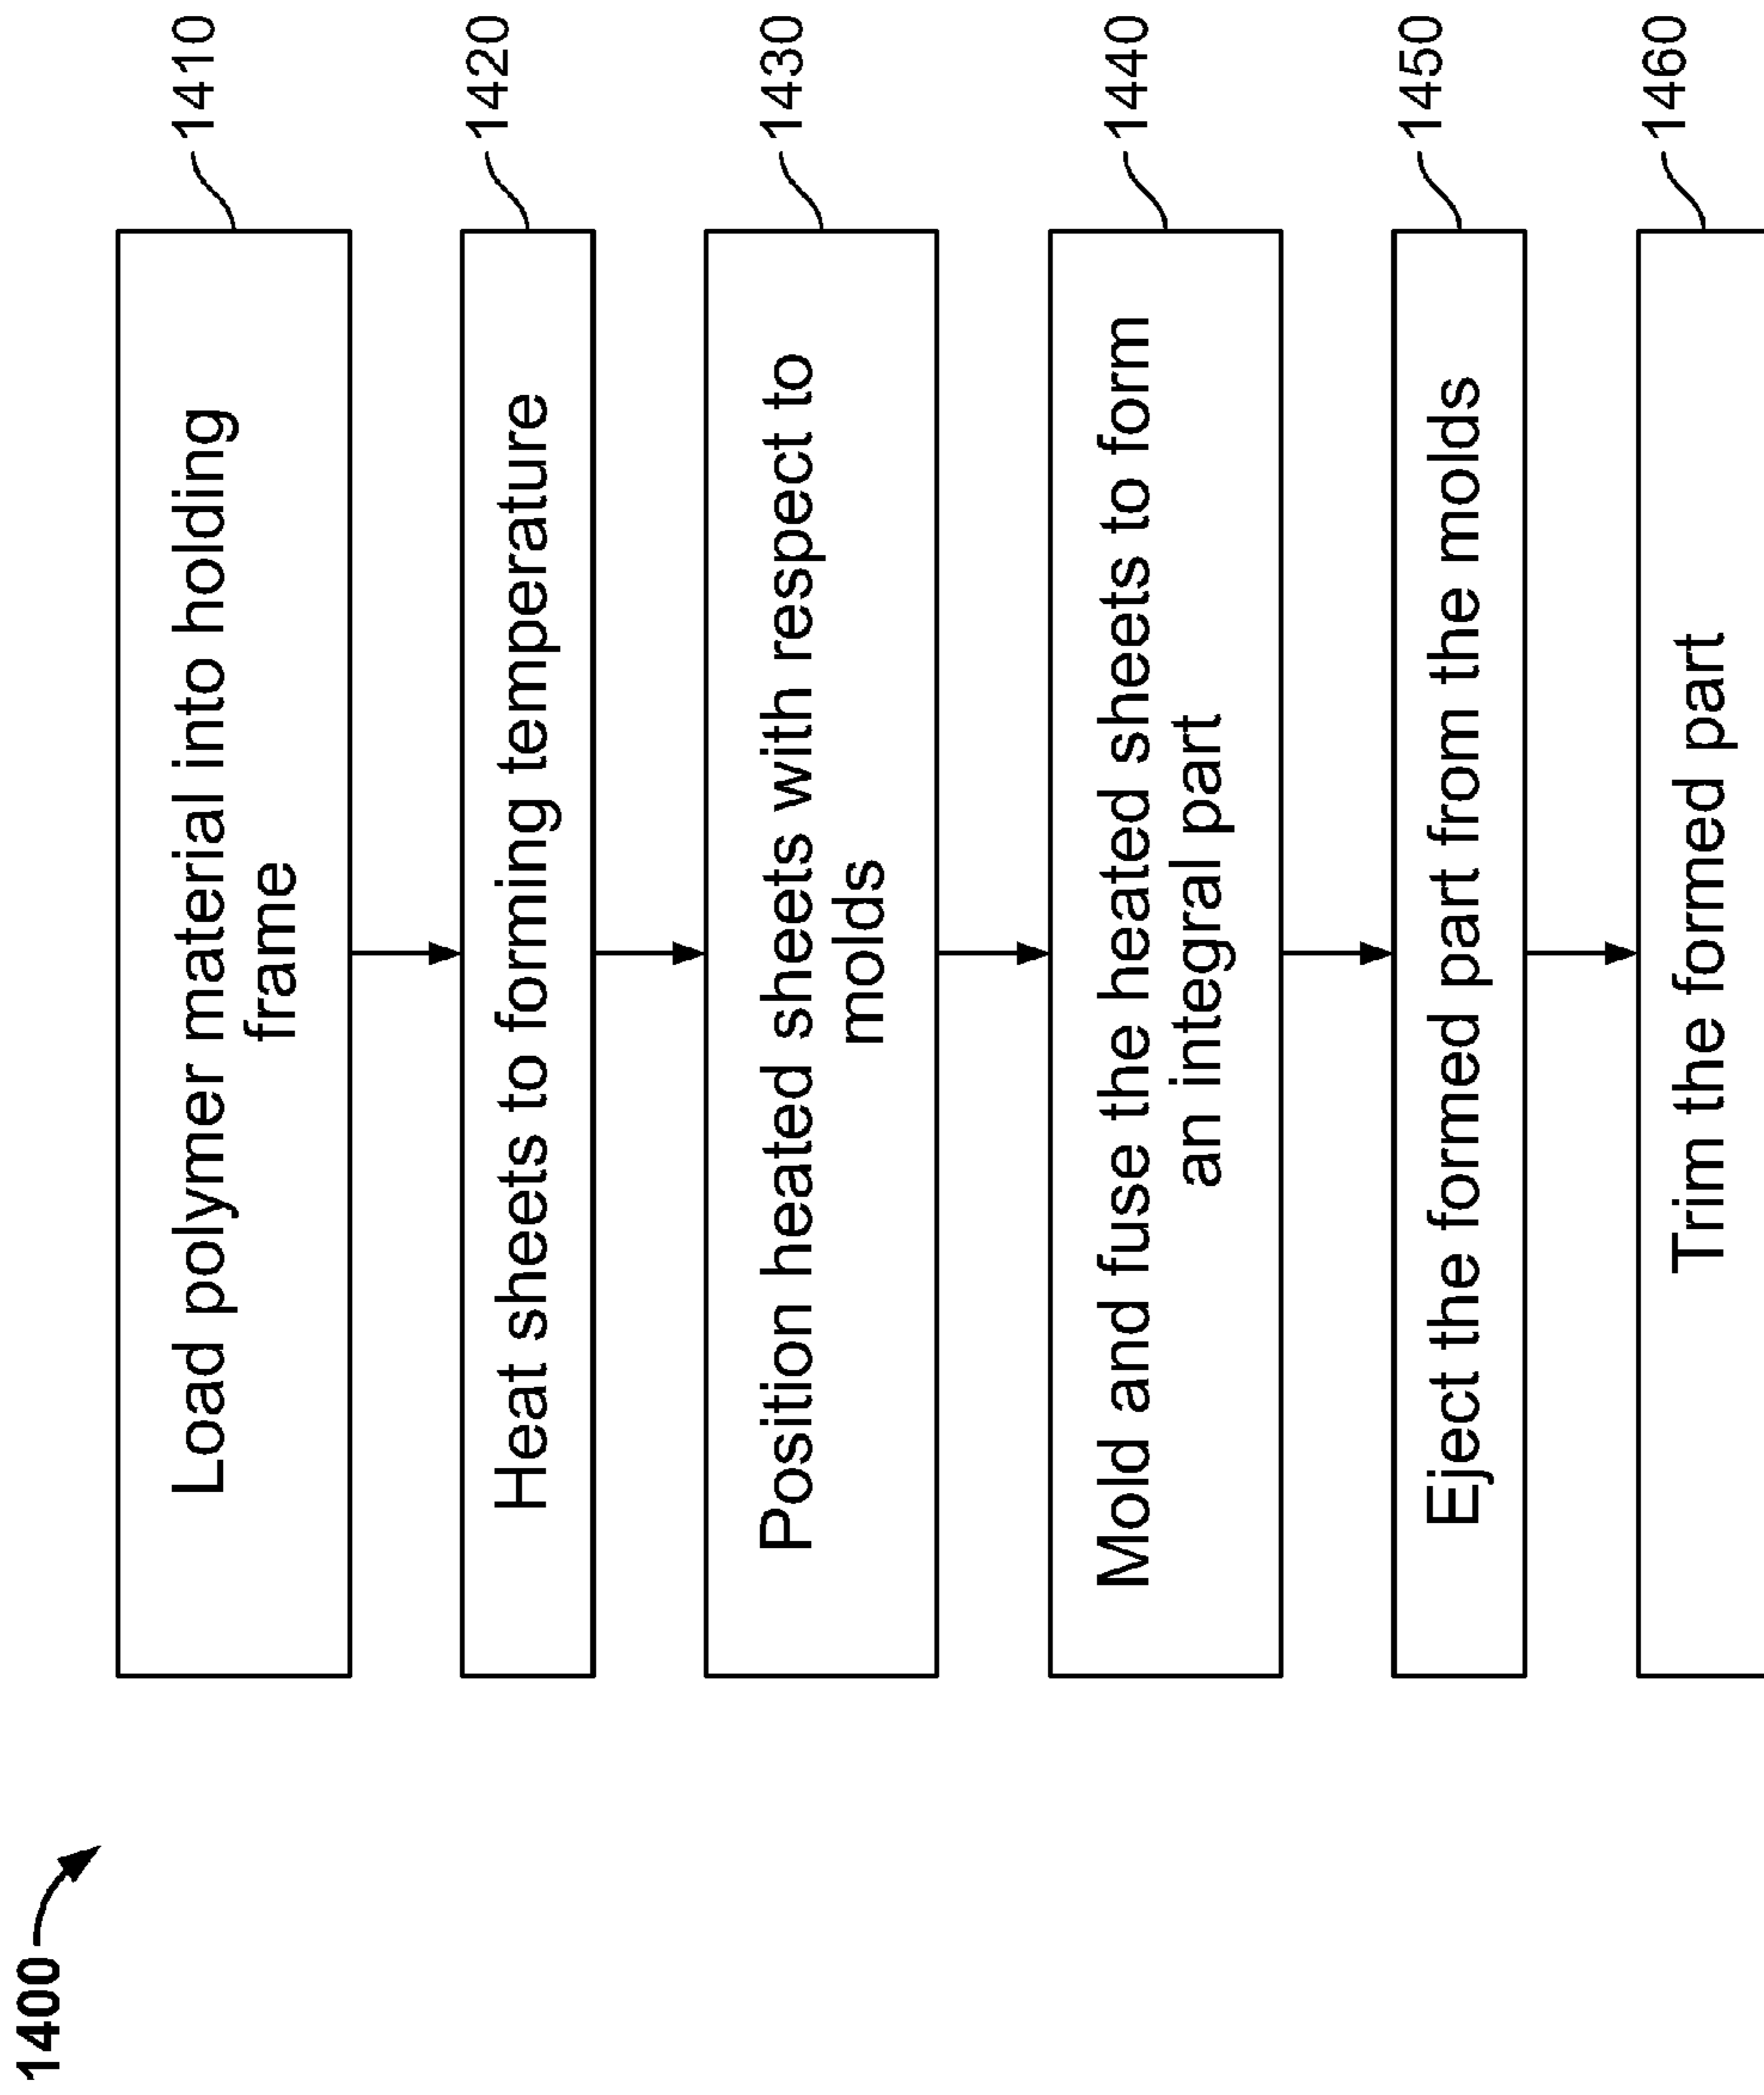 1400
Load polymer material into holding
frame
1410
Heat sheets to forming temperature
1420
Position heated sheets with respect to
molds
1430
Mold and fuse the heated sheets to form
an integral part
1440
Eject the formed part from the molds
1450
Trim the formed part
1460